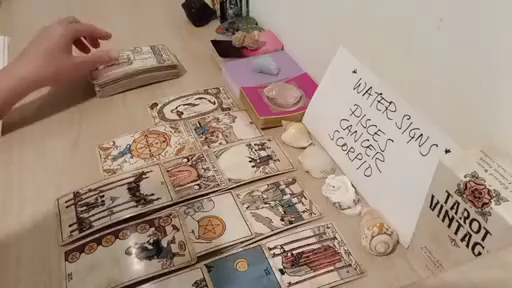 * WATER SIGNS *
PISCES
CANCER
SCORPIO
TAROT
VINTAG